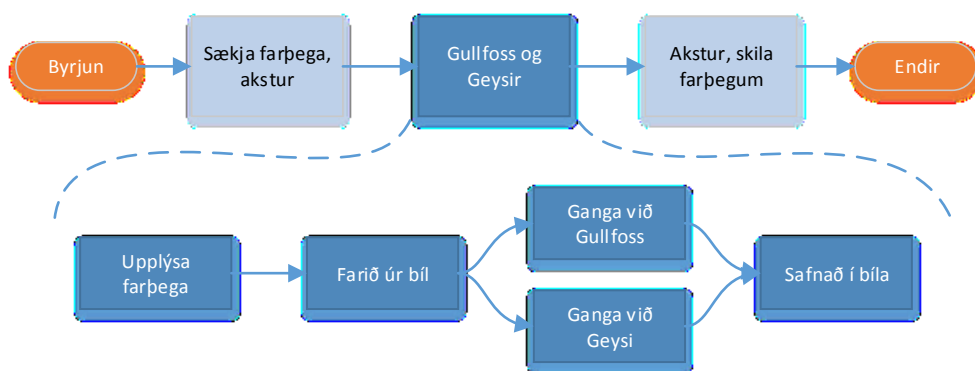 Byrjun
Sækja farþega,
akstur
Gullfoss og
Geysir
Akstur, skila
farþegum
Endir
Upplýsa
farþega
Farið úr bíl
Ganga við
Gullfoss
Ganga við
Geysi
Safnað í bíla